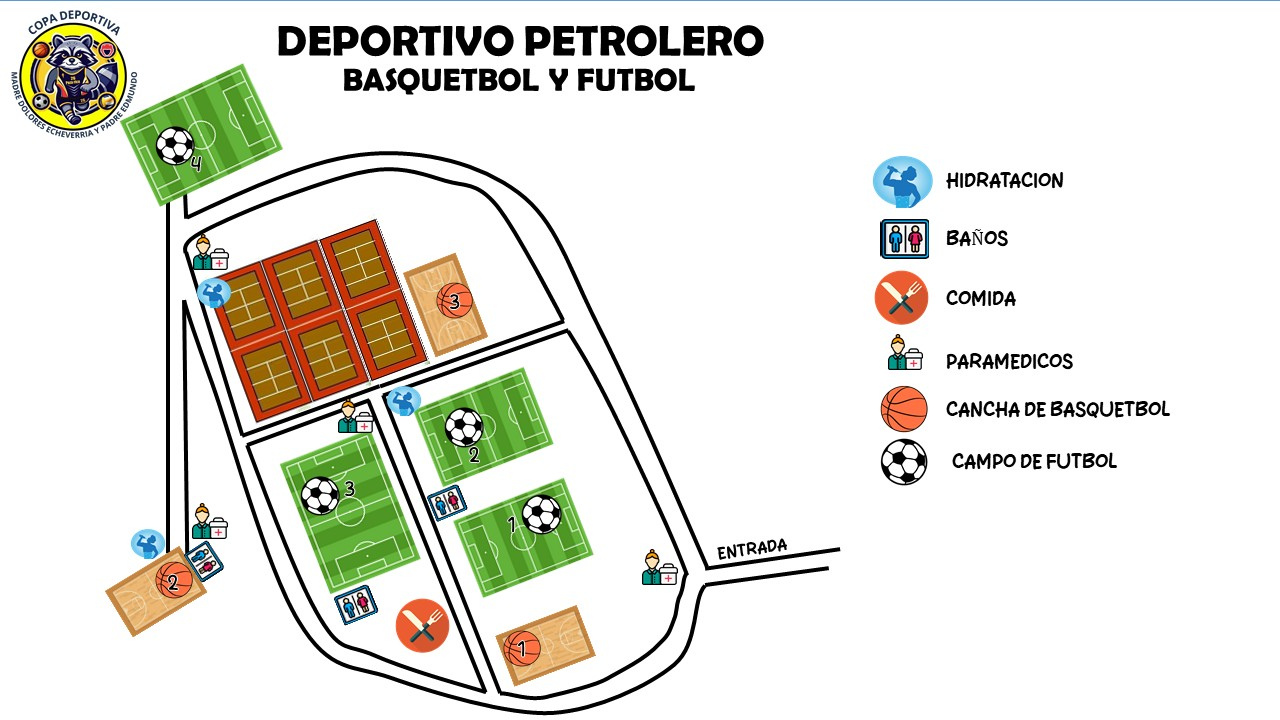 COPA DEPORTIVA
MADRE DOLORES ECHEVERRIA Y PADRE EDMUNDO
DEPORTIVO PETROLERO
BASQUETBOL Y FUTBOL
4
HIDRATACION
BAÑOS
3
COMIDA
PARAMEDICOS
CANCHA DE BASQUETBOL
2
CAMPO DE FUTBOL
3
1
ENTRADA
2
1